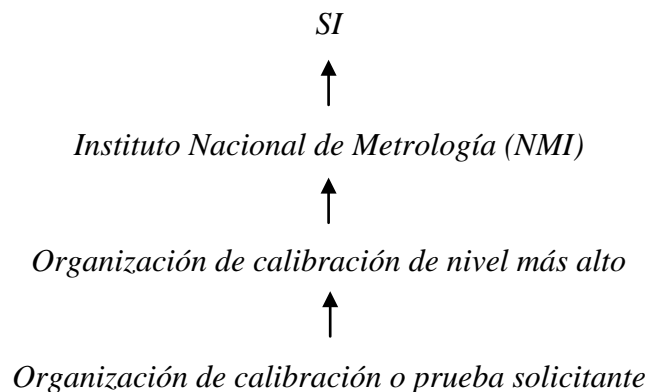 SI
Instituto Nacional de Metrología (NMI)
Organización de calibración de nivel más alto
Organización de calibración o prueba solicitante